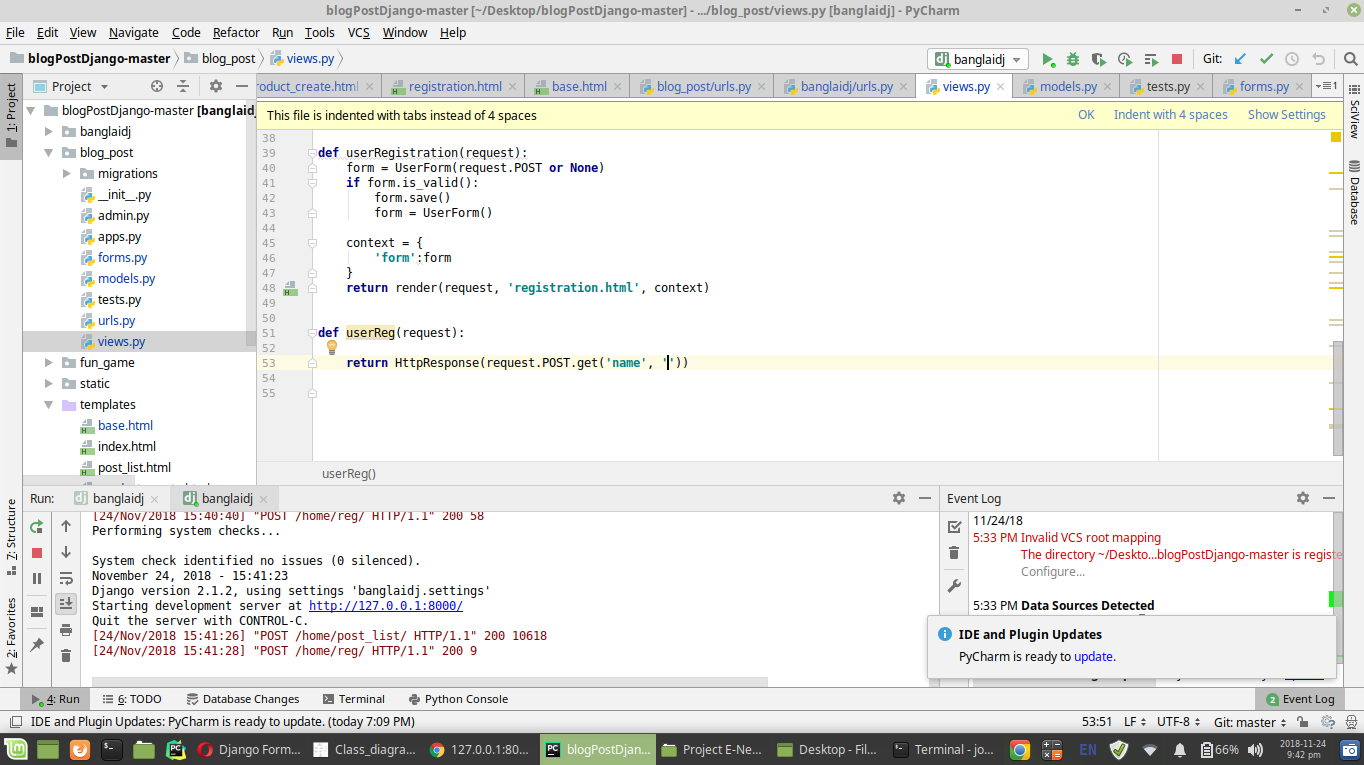 blogPostDjango-master [~/Desktop/blogPostDjango-master] - .../blog_post/views.py [banglaidj] - PyCharm
File Edit View Navigate Code Refactor Run Tools VCS Window Help
blogPostDjango-master blog_post views.py banglaidj Git:
Project
roduct_create.html registration.html base.html blog_post/urls.py banglaidj/urls.py views.py models.py tests.py forms.py
1: Project
SciView
Database
This file is indented with tabs instead of 4 spaces OK Indent with 4 spaces Show Settings
blogPostDjango-master [banglaidj
banglaidj
blog_post
migrations
__init__.py
admin.py
apps.py
forms.py
models.py
tests.py
urls.py
views.py
fun_game
static
templates
base.html
index.html
post_list.html
38
39 def userRegistration(request):
40 form = UserForm(request.POST or None)
41 if form.is_valid():
42 form.save()
43 form = UserForm()
44
45 context = {
46 'form':form
47 }
48 return render(request, 'registration.html', context)
49
50
51 def userReg(request):
52
53 return HttpResponse(request.POST.get('name', ''))
54
55
userReg()
Run: banglaidj banglaidj
[24/Nov/2018 15:40:40] "POST /home/reg/ HTTP/1.1" 200 58
Performing system checks...
System check identified no issues (0 silenced).
November 24, 2018 - 15:41:23
Django version 2.1.2, using settings 'banglaidj.settings'
Starting development server at http://127.0.0.1:8000/
Quit the server with CONTROL-C.
[24/Nov/2018 15:41:26] "POST /home/post_list/ HTTP/1.1" 200 10618
[24/Nov/2018 15:41:28] "POST /home/reg/ HTTP/1.1" 200 9
7: Structure
2: Favorites
Event Log
11/24/18
5:33 PM Invalid VCS root mapping
The directory ~/Deskto...blogPostDjango-master is registe
Configure...
5:33 PM Data Sources Detected
IDE and Plugin Updates
PyCharm is ready to update.
4: Run 6: TODO Database Changes Terminal Python Console 2 Event Log
IDE and Plugin Updates: PyCharm is ready to update. (today 7:09 PM) 53:51 LF UTF-8 Git: master
Django Form... Class_diagra... 127.0.0.1:80... blogPostDjan... Project E-Ne... Desktop - Fil... Terminal - jo... EN 66% 2018-11-24
9:42 pm